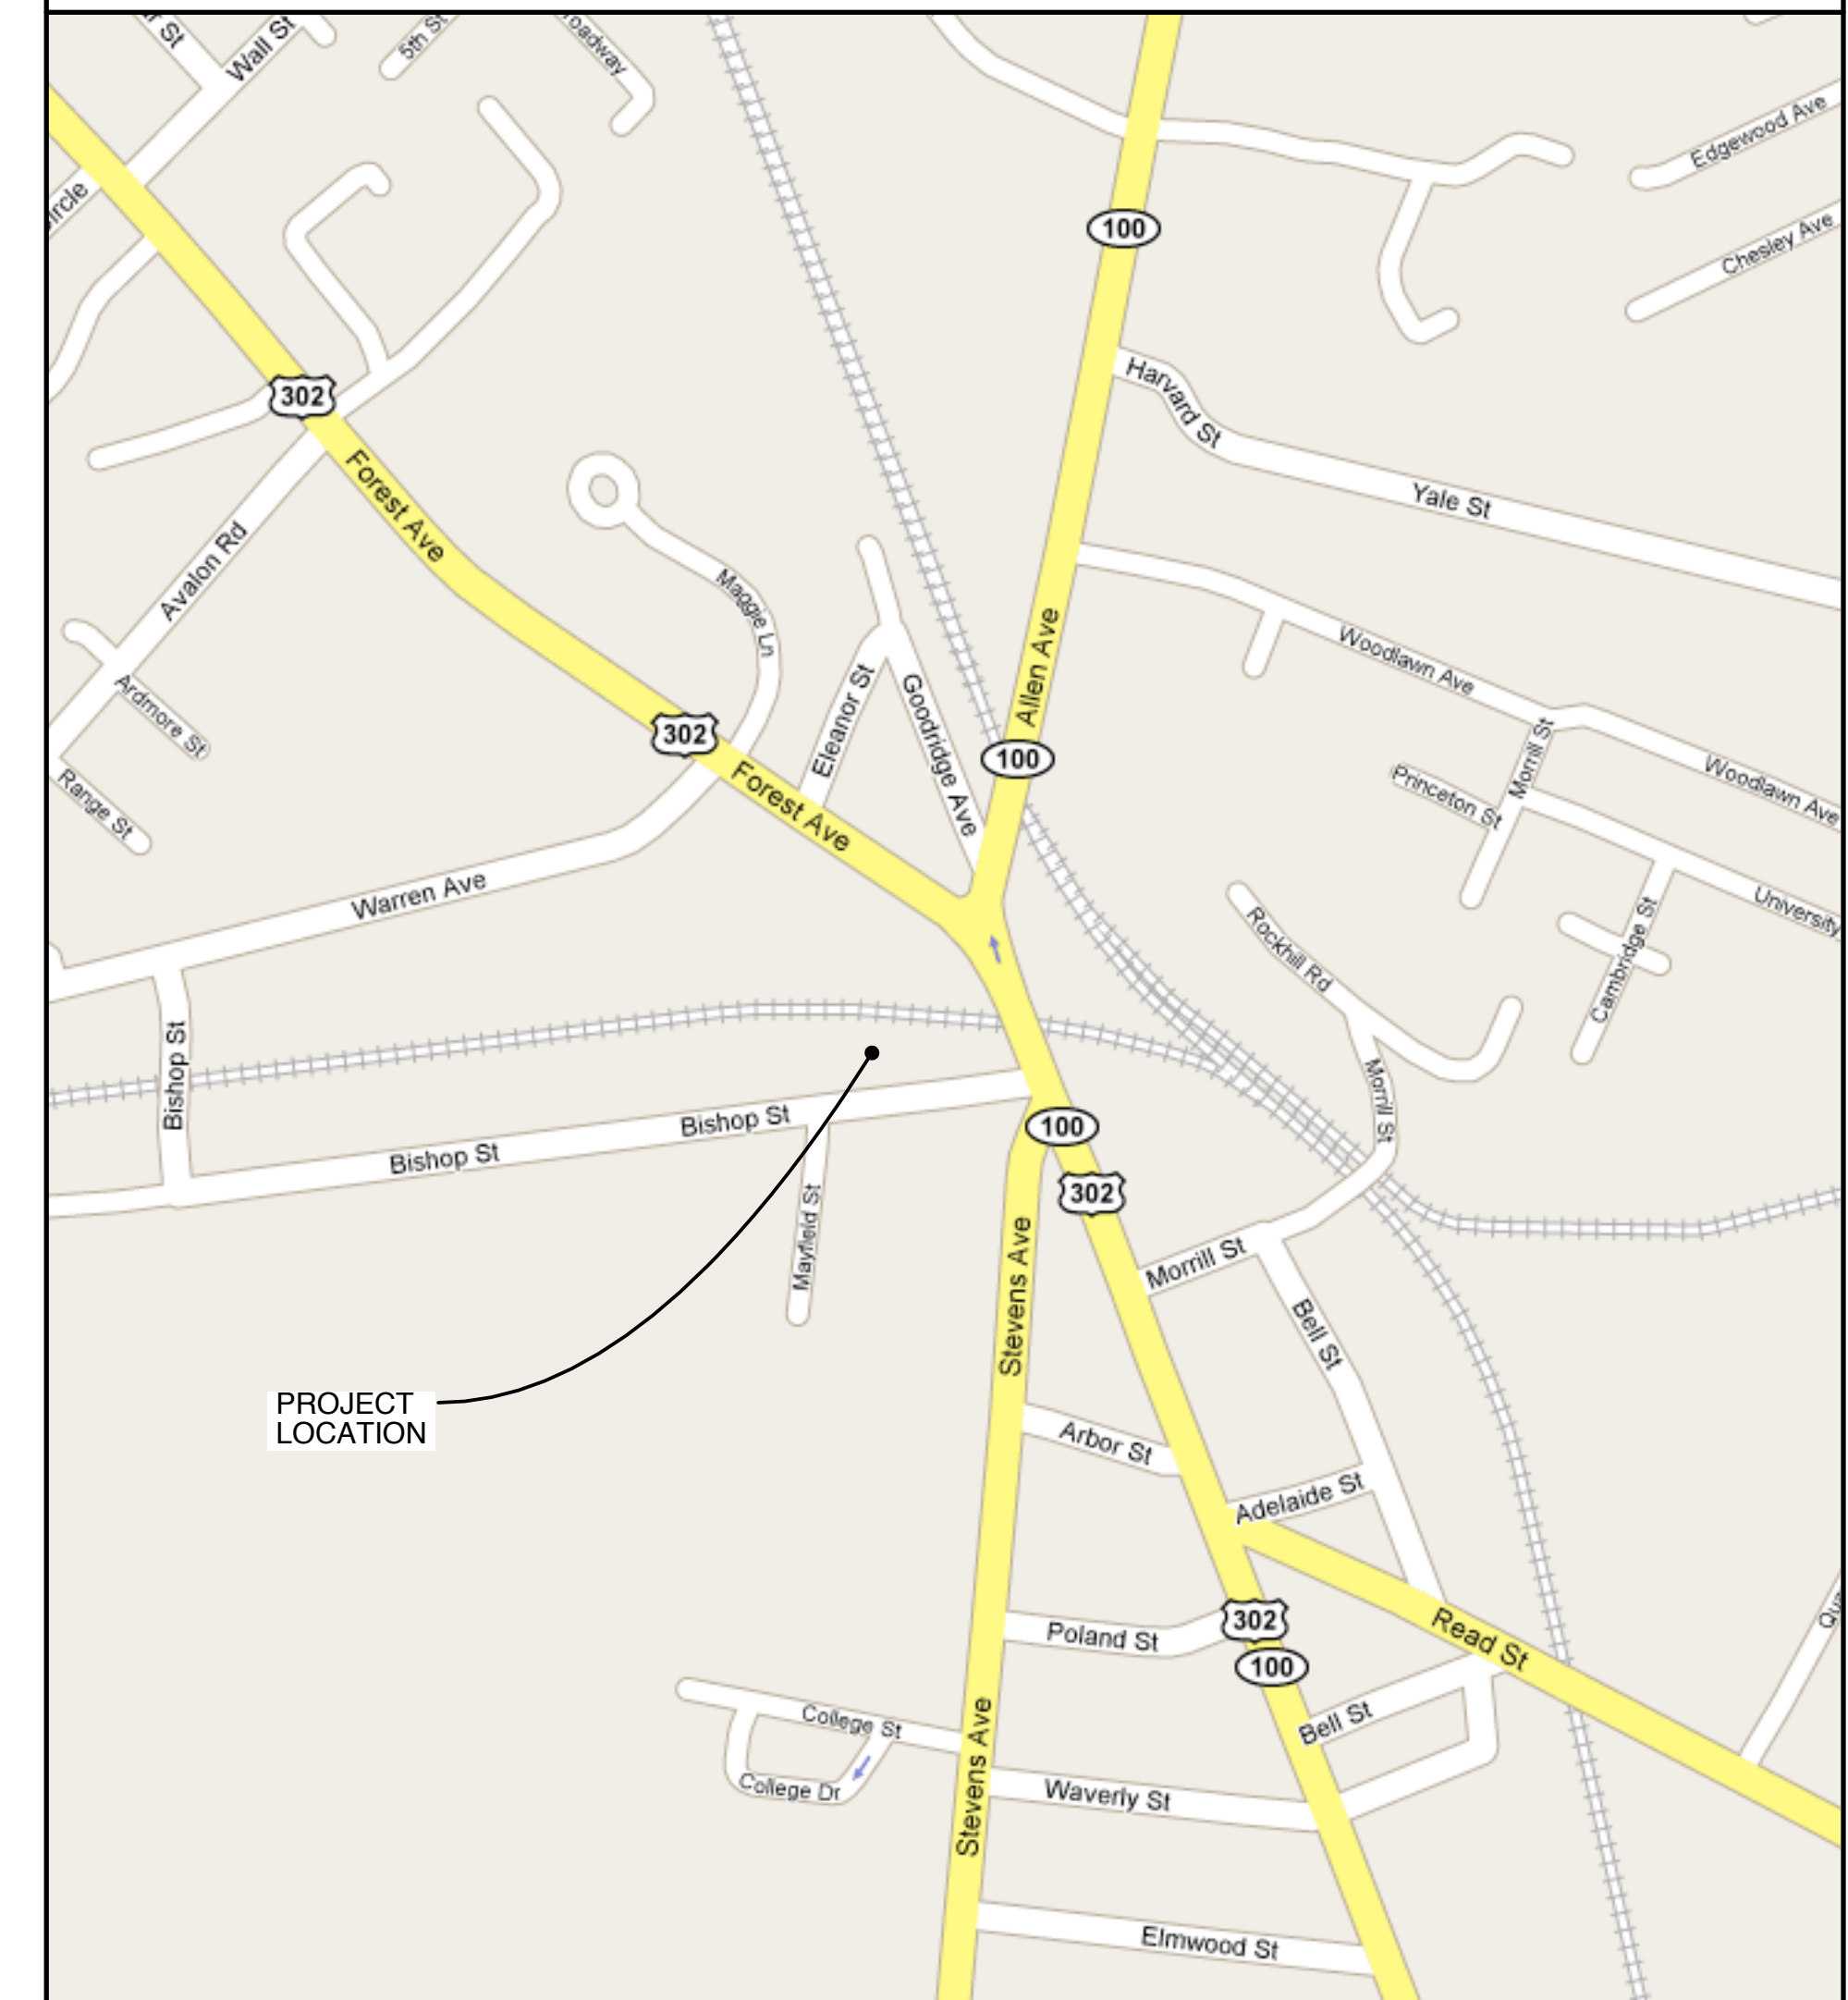 Wall St
5th St
Edgewood Ave
Chesley Ave
100
302
Harvard St
Forest Ave
Yale St
Avalon Rd
Maggie Ln
Allen Ave
Woodlawn Ave
Ardmore St
Eleanor St
Goodridge Ave
302
100
Morrill St
Range St
Forest Ave
Princeton St
Woodlawn Ave
Warren Ave
University
Rockhill Rd
Cambridge St
Bishop St
Morrill St
Bishop St
100
Bishop St
302
Mayfield St
Stevens Ave
Morrill St
Bell St
PROJECT
LOCATION
Arbor St
Adelaide St
302
Poland St
Read St
100
College St
Bell St
College Dr
Stevens Ave
Waverly St
Elmwood St